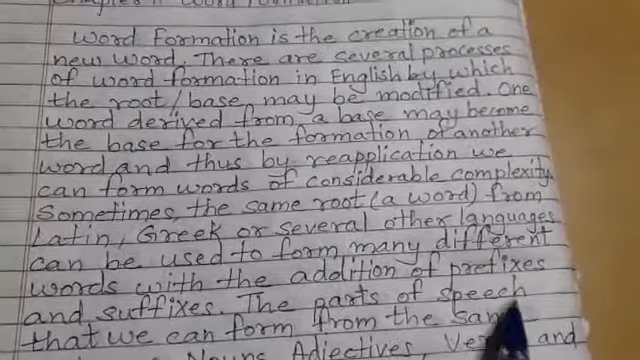 Word Formation
Word Formation is the creation of a
new word. There are several processes
of word formation in English by which
the root/base may be modified. One
word derived from a base may become
the base for the formation of another
word and thus by reapplication we
can form words of considerable complexity.
Sometimes, the same root (a word) from
Latin, Greek or several other languages
can be used to form many different
words with the addition of prefixes
and suffixes. The parts of speech
that we can form from the same
Nouns Adjectives and